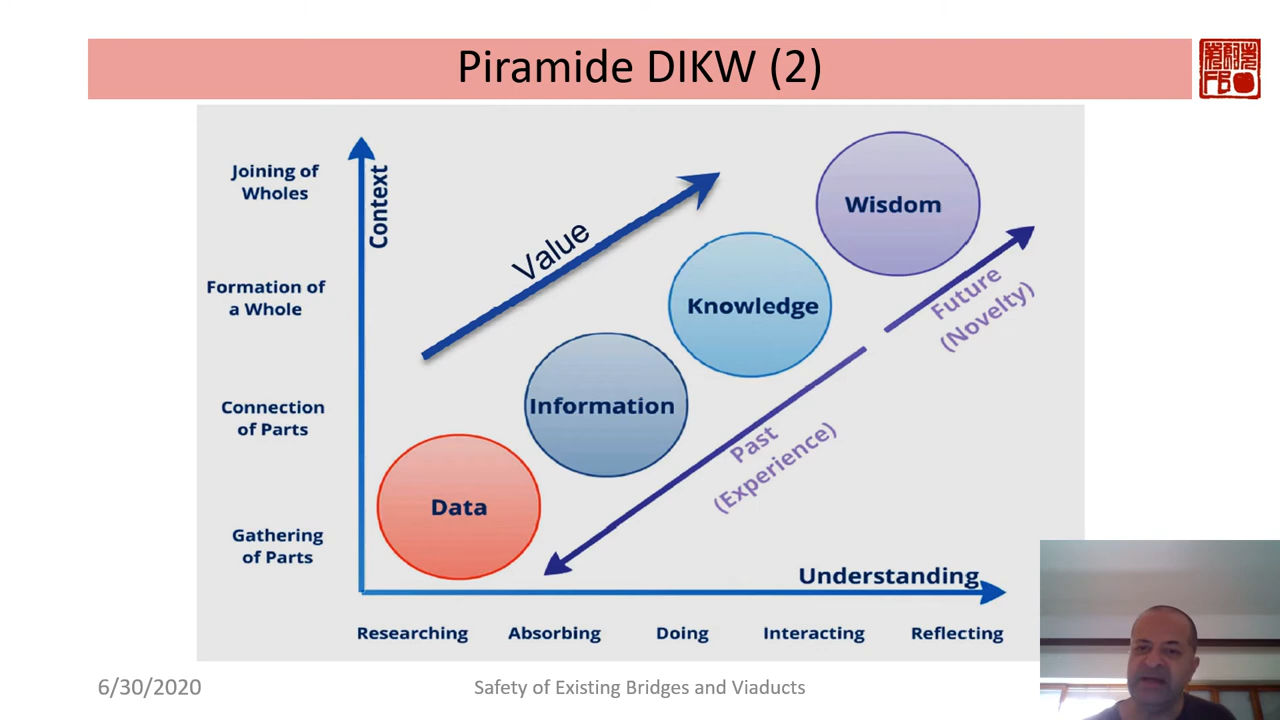 Piramide DIKW (2)
Joining of
Wholes
Context
Formation of
a Whole
Connection
of Parts
Gathering
of Parts
Value
Wisdom
Knowledge
Information
Data
Future
(Novelty)
Past
(Experience)
Understanding
Researching
Absorbing
Doing
Interacting
Reflecting
6/30/2020
Safety of Existing Bridges and Viaducts